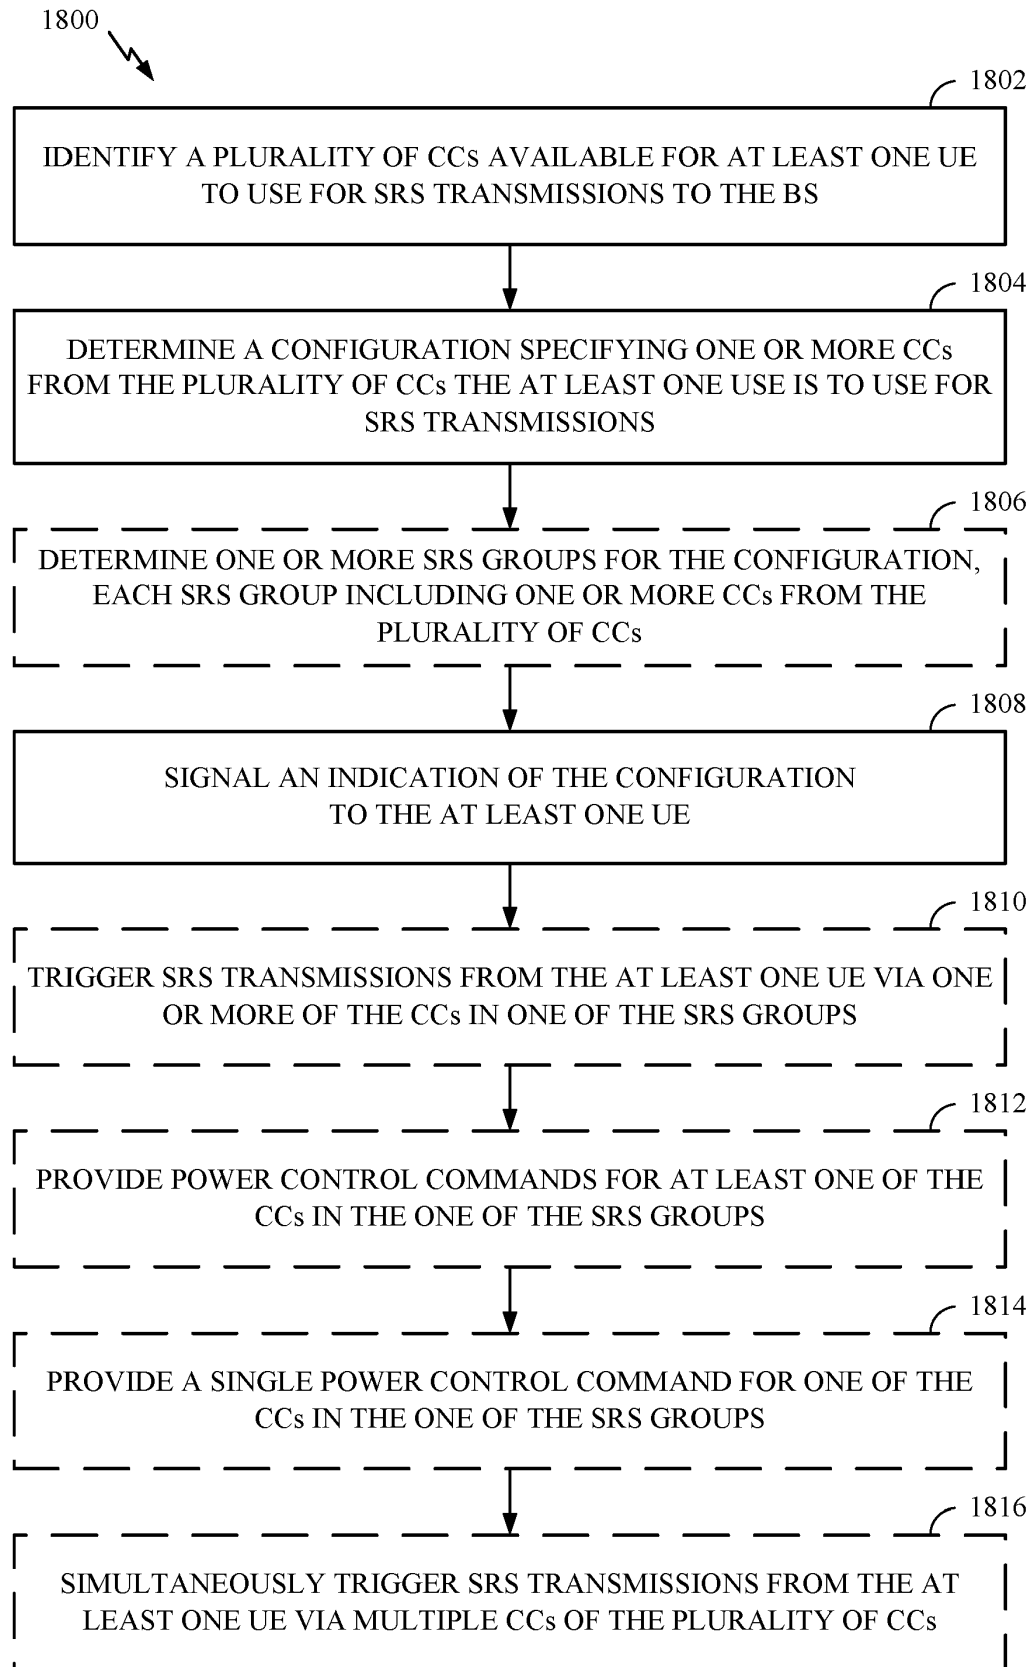 1800
1802
IDENTIFY A PLURALITY OF CCs AVAILABLE FOR AT LEAST ONE UE
TO USE FOR SRS TRANSMISSIONS TO THE BS
1804
DETERMINE A CONFIGURATION SPECIFYING ONE OR MORE CCs
FROM THE PLURALITY OF CCs THE AT LEAST ONE USE IS TO USE FOR
SRS TRANSMISSIONS
1806
DETERMINE ONE OR MORE SRS GROUPS FOR THE CONFIGURATION,
EACH SRS GROUP INCLUDING ONE OR MORE CCs FROM THE
PLURALITY OF CCs
1808
SIGNAL AN INDICATION OF THE CONFIGURATION
TO THE AT LEAST ONE UE
1810
TRIGGER SRS TRANSMISSIONS FROM THE AT LEAST ONE UE VIA ONE
OR MORE OF THE CCs IN ONE OF THE SRS GROUPS
1812
PROVIDE POWER CONTROL COMMANDS FOR AT LEAST ONE OF THE
CCs IN THE ONE OF THE SRS GROUPS
1814
PROVIDE A SINGLE POWER CONTROL COMMAND FOR ONE OF THE
CCs IN THE ONE OF THE SRS GROUPS
1816
SIMULTANEOUSLY TRIGGER SRS TRANSMISSIONS FROM THE AT
LEAST ONE UE VIA MULTIPLE CCs OF THE PLURALITY OF CCs